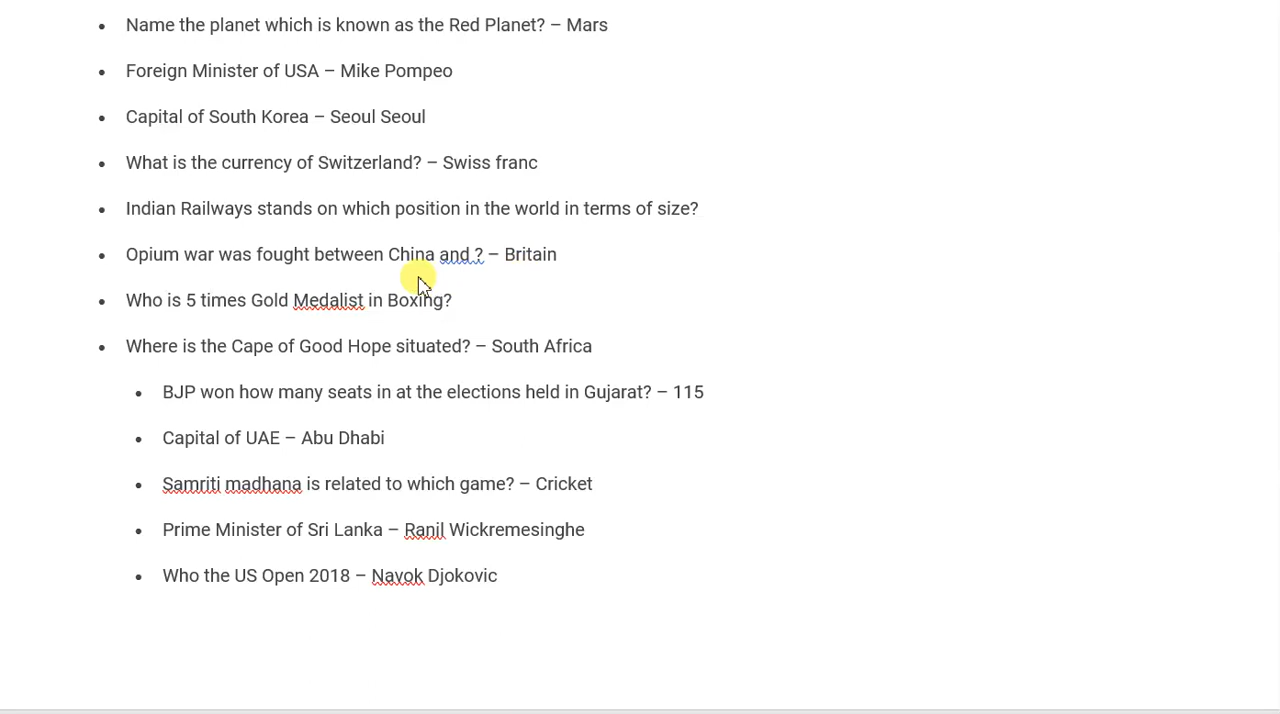 • Name the planet which is known as the Red Planet? – Mars
• Foreign Minister of USA – Mike Pompeo
• Capital of South Korea – Seoul Seoul
• What is the currency of Switzerland? – Swiss franc
• Indian Railways stands on which position in the world in terms of size?
• Opium war was fought between China and ? – Britain
• Who is 5 times Gold Medalist in Boxing?
• Where is the Cape of Good Hope situated? – South Africa
• BJP won how many seats in at the elections held in Gujarat? – 115
• Capital of UAE – Abu Dhabi
• Samriti madhana is related to which game? – Cricket
• Prime Minister of Sri Lanka – Ranil Wickremesinghe
• Who the US Open 2018 – Navok Djokovic